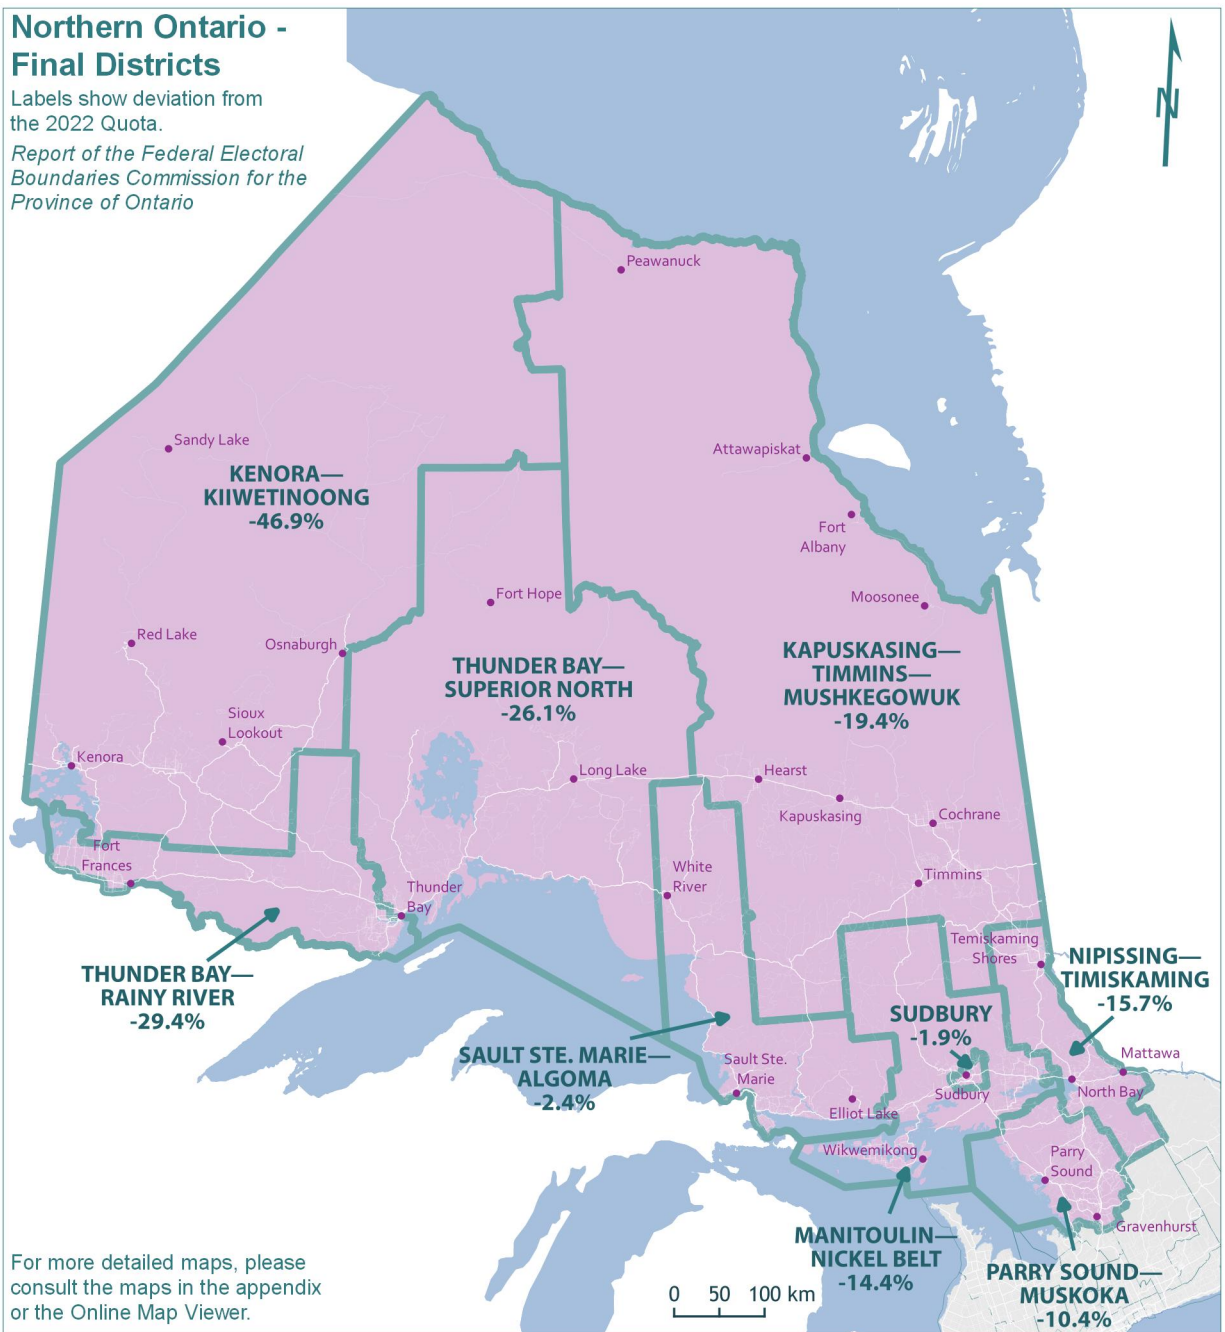 Northern Ontario -
Final Districts
Labels show deviation from
the 2022 Quota.
Report of the Federal Electoral
Boundaries Commission for the
Province of Ontario
N
Peawanuck
Sandy Lake
Attawapiskat
KENORA—
KIIWETINOONG
-46.9%
Fort
Albany
Fort Hope
Moosonee
Red Lake
Osnaburgh
KAPUSKASING—
TIMMINS—
MUSHKEGOWUK
-19.4%
THUNDER BAY—
SUPERIOR NORTH
-26.1%
Sioux
Lookout
Kenora
Long Lake
Hearst
Kapuskasing
Cochrane
Fort
Frances
White
River
Timmins
Thunder
Bay
Temiskaming
Shores
NIPISSING—
TIMISKAMING
-15.7%
THUNDER BAY—
RAINY RIVER
-29.4%
SUDBURY
-1.9%
SAULT STE. MARIE—
ALGOMA
-2.4%
Sault Ste.
Marie
Mattawa
Sudbury
North Bay
Elliot Lake
Wikwemikong
Parry
Sound
Gravenhurst
MANITOULIN—
NICKEL BELT
-14.4%
PARRY SOUND—
MUSKOKA
-10.4%
For more detailed maps, please
consult the maps in the appendix
or the Online Map Viewer.
0 50 100 km